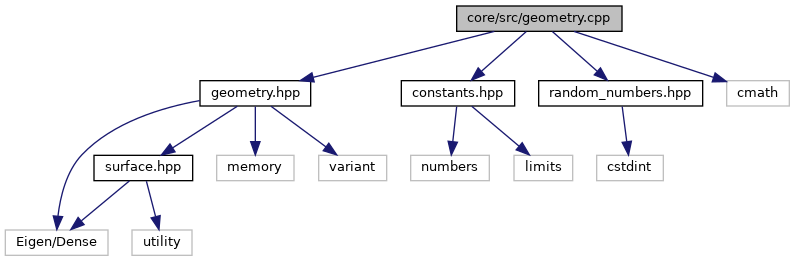 core/src/geometry.cpp
geometry.hpp
constants.hpp
random_numbers.hpp
cmath
surface.hpp
memory
variant
numbers
limits
cstdint
Eigen/Dense
utility